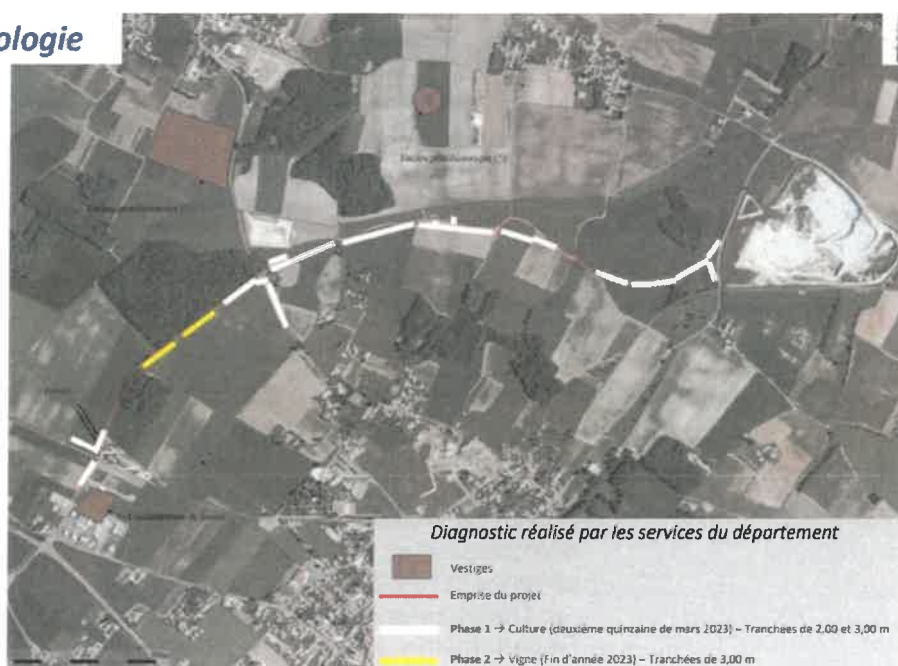 ologie
Diagnostic réalisé par les services du département
Vestiges
Emprise du projet
Phase 1 → Culture (deuxième quinzaine de mars 2023) – Tranchées de 2,00 et 3,00 m
Phase 2 → Vigne (Fin d'année 2023) – Tranchées de 3,00 m